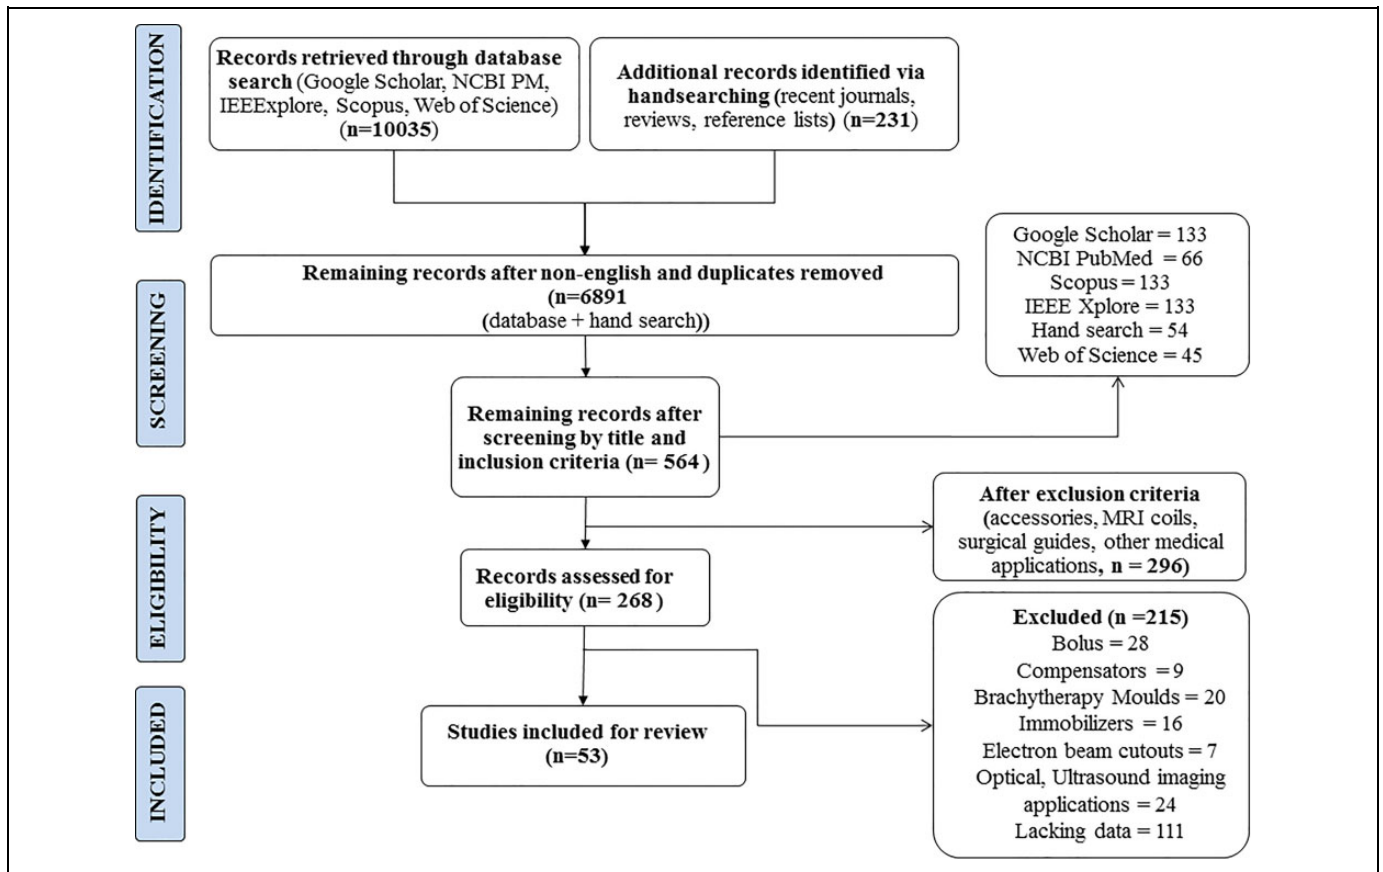 IDENTIFICATION
Records retrieved through database
search (Google Scholar, NCBI PM,
IEEExplore, Scopus, Web of Science)
(n=10035)
Additional records identified via
handsearching (recent journals,
reviews, reference lists) (n=231)
SCREENING
Remaining records after non-english and duplicates removed
(n=6891
(database + hand search))
Google Scholar = 133
NCBI PubMed = 66
Scopus = 133
IEEE Xplore = 133
Hand search = 54
Web of Science = 45
Remaining records after
screening by title and
inclusion criteria (n= 564)
ELIGIBILITY
After exclusion criteria
(accessories, MRI coils,
surgical guides, other medical
applications, n = 296)
Records assessed for
eligibility (n= 268)
Excluded (n =215)
Bolus = 28
Compensators = 9
Brachytherapy Moulds = 20
Immobilizers = 16
Electron beam cutouts = 7
Optical, Ultrasound imaging
applications = 24
Lacking data = 111
INCLUDED
Studies included for review
(n=53)